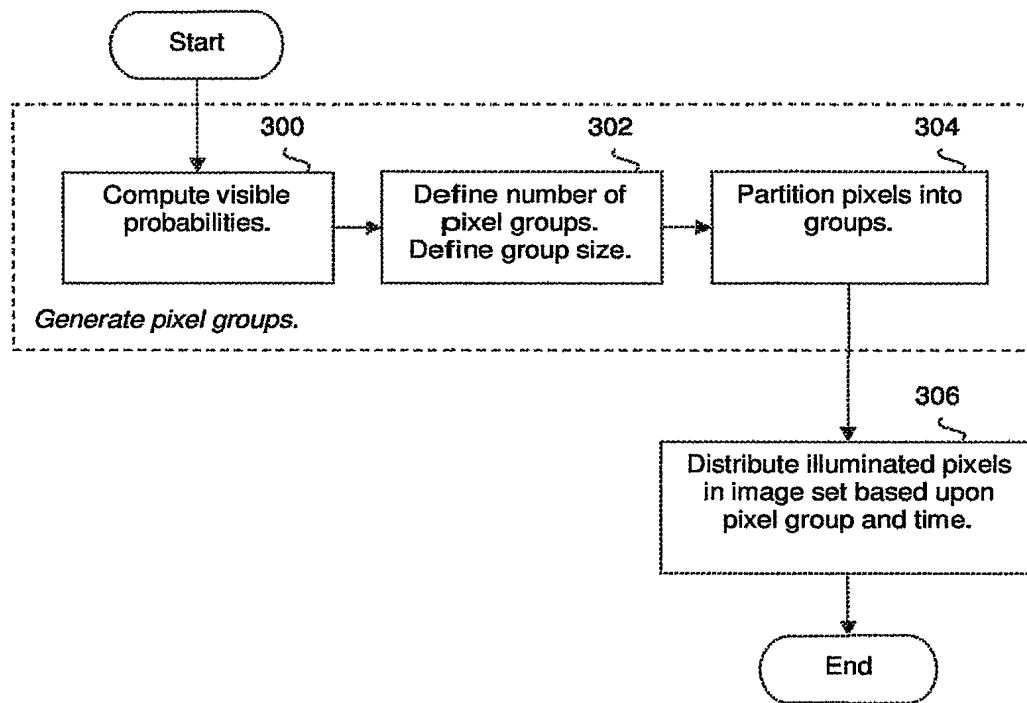 Start
300
302
304
Compute visible
probabilities.
Define number of
pixel groups.
Define group size.
Partition pixels into
groups.
Generate pixel groups.
306
Distribute illuminated pixels
in image set based upon
pixel group and time.
End